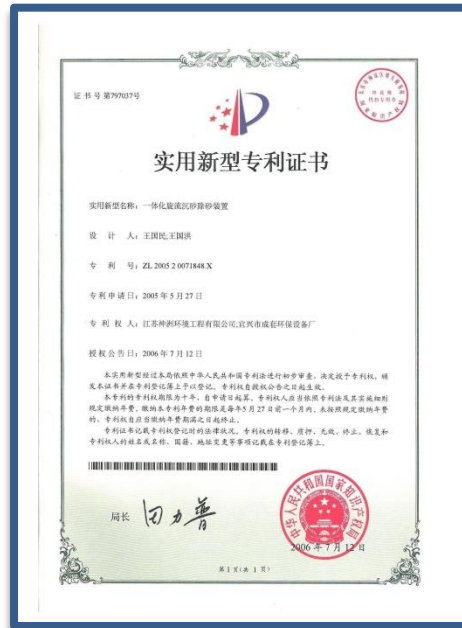 证书号第797037号
实用新型专利证书
实用新型名称：一体化旋流沉砂除砂装置
设计人：王国民;王国洪
专利号：ZL 2005 2 0071848.X
专利申请日：2005年5月27日
专利权人：江苏神洲环境工程有限公司;宜兴市成套环保设备厂
授权公告日：2006年7月12日
本实用新型经过本局依照中华人民共和国专利法进行初步审查，决定授予专利权，颁
发本证书并在专利登记簿上予以登记。专利权自授权公告之日起生效。
本专利的专利权期限为十年，自申请日起算。专利权人应当依照专利法及其实施细则
规定缴纳年费。缴纳本专利年费的期限是每年5月27日前一个月内。未按照规定缴纳年费
的，专利权自应当缴纳年费期满之日起终止。
专利证书记载专利权登记时的法律状况。专利权的转移、质押、无效、终止、恢复和
专利权人的姓名或名称、国籍、地址变更等事项记载在专利登记簿上。
局长 田力普
中华人民共和国国家知识产权局
2006年7月12日
第1页(共1页)